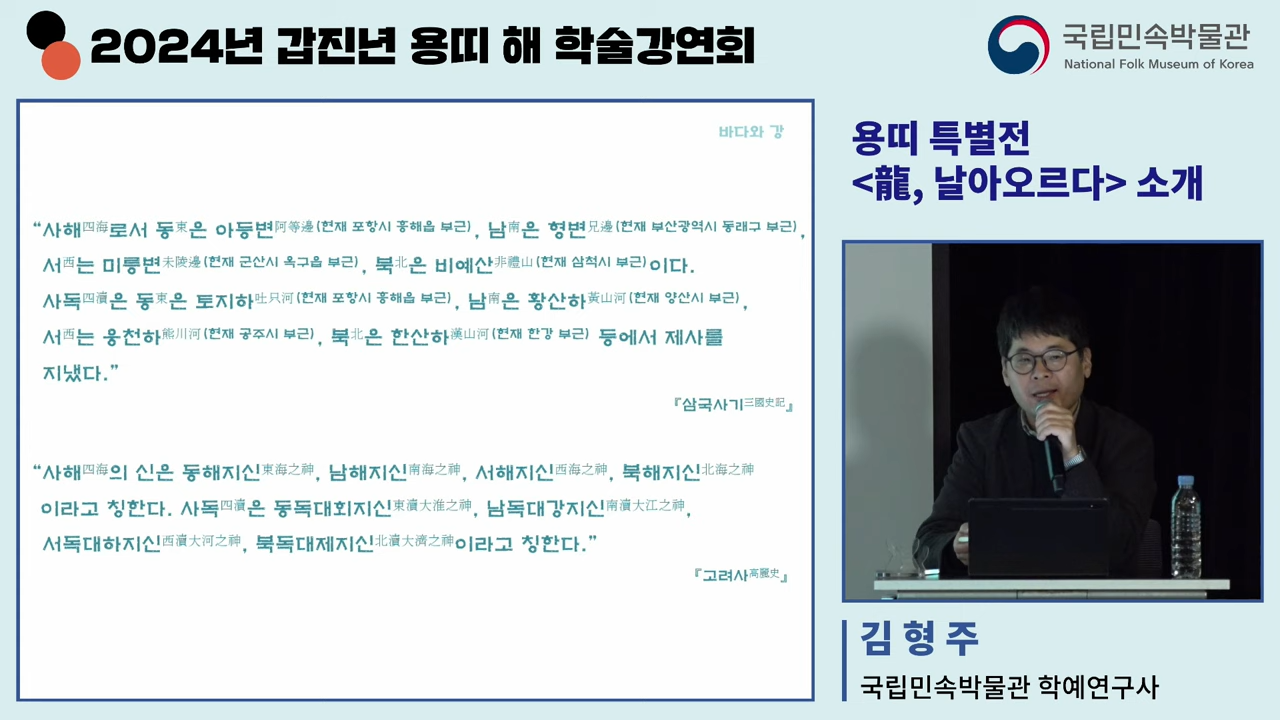 2024년 갑진년 용띠 해 학술강연회
국립민속박물관
National Folk Museum of Korea
바다와 강
“사해四海로서 동東은 아등변阿等邊(현재 포항시 흥해읍 부근), 남南은 형변兄邊(현재 부산광역시 동래구 부근),
서西는 미릉변未陵邊(현재 군산시 옥구읍 부근), 북北은 비예산非禮山(현재 삼척시 부근)이다.
사독四瀆은 동東은 토지하吐只河(현재 포항시 흥해읍 부근), 남南은 황산하黃山河(현재 양산시 부근),
서西는 웅천하熊川河(현재 공주시 부근), 북北은 한산하漢山河(현재 한강 부근) 등에서 제사를
지냈다.”
『삼국사기三國史記』
“사해四海의 신은 동해지신東海之神, 남해지신南海之神, 서해지신西海之神, 북해지신北海之神
이라고 칭한다. 사독四瀆은 동독대회지신東瀆大淮之神, 남독대강지신南瀆大江之神,
서독대하지신西瀆大河之神, 북독대제지신北瀆大濟之神이라고 칭한다.”
『고려사高麗史』
용띠 특별전
<龍, 날아오르다> 소개
김형주
국립민속박물관 학예연구사